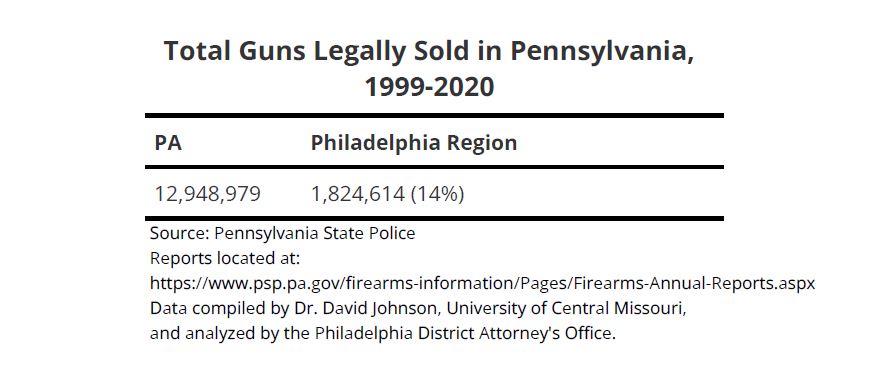 Total Guns Legally Sold in Pennsylvania,
1999-2020
PA Philadelphia Region
12,948,979 1,824,614 (14%)
Source: Pennsylvania State Police
Reports located at:
https://www.psp.pa.gov/firearms-information/Pages/Firearms-Annual-Reports.aspx
Data compiled by Dr. David Johnson, University of Central Missouri,
and analyzed by the Philadelphia District Attorney's Office.